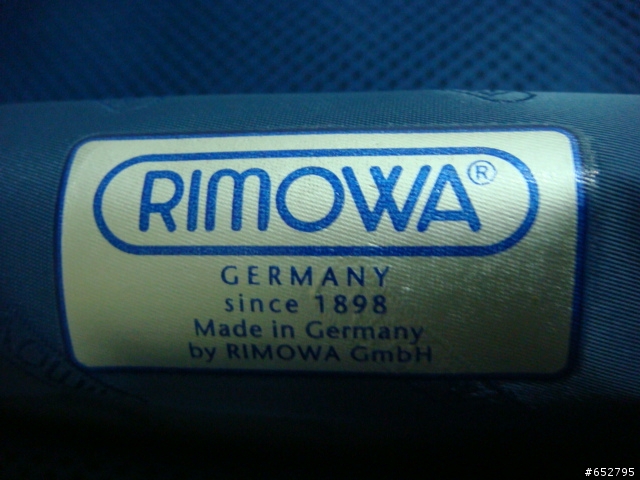 RIMOWA®
GERMANY
since 1898
Made in Germany
by RIMOWA GmbH
#652795